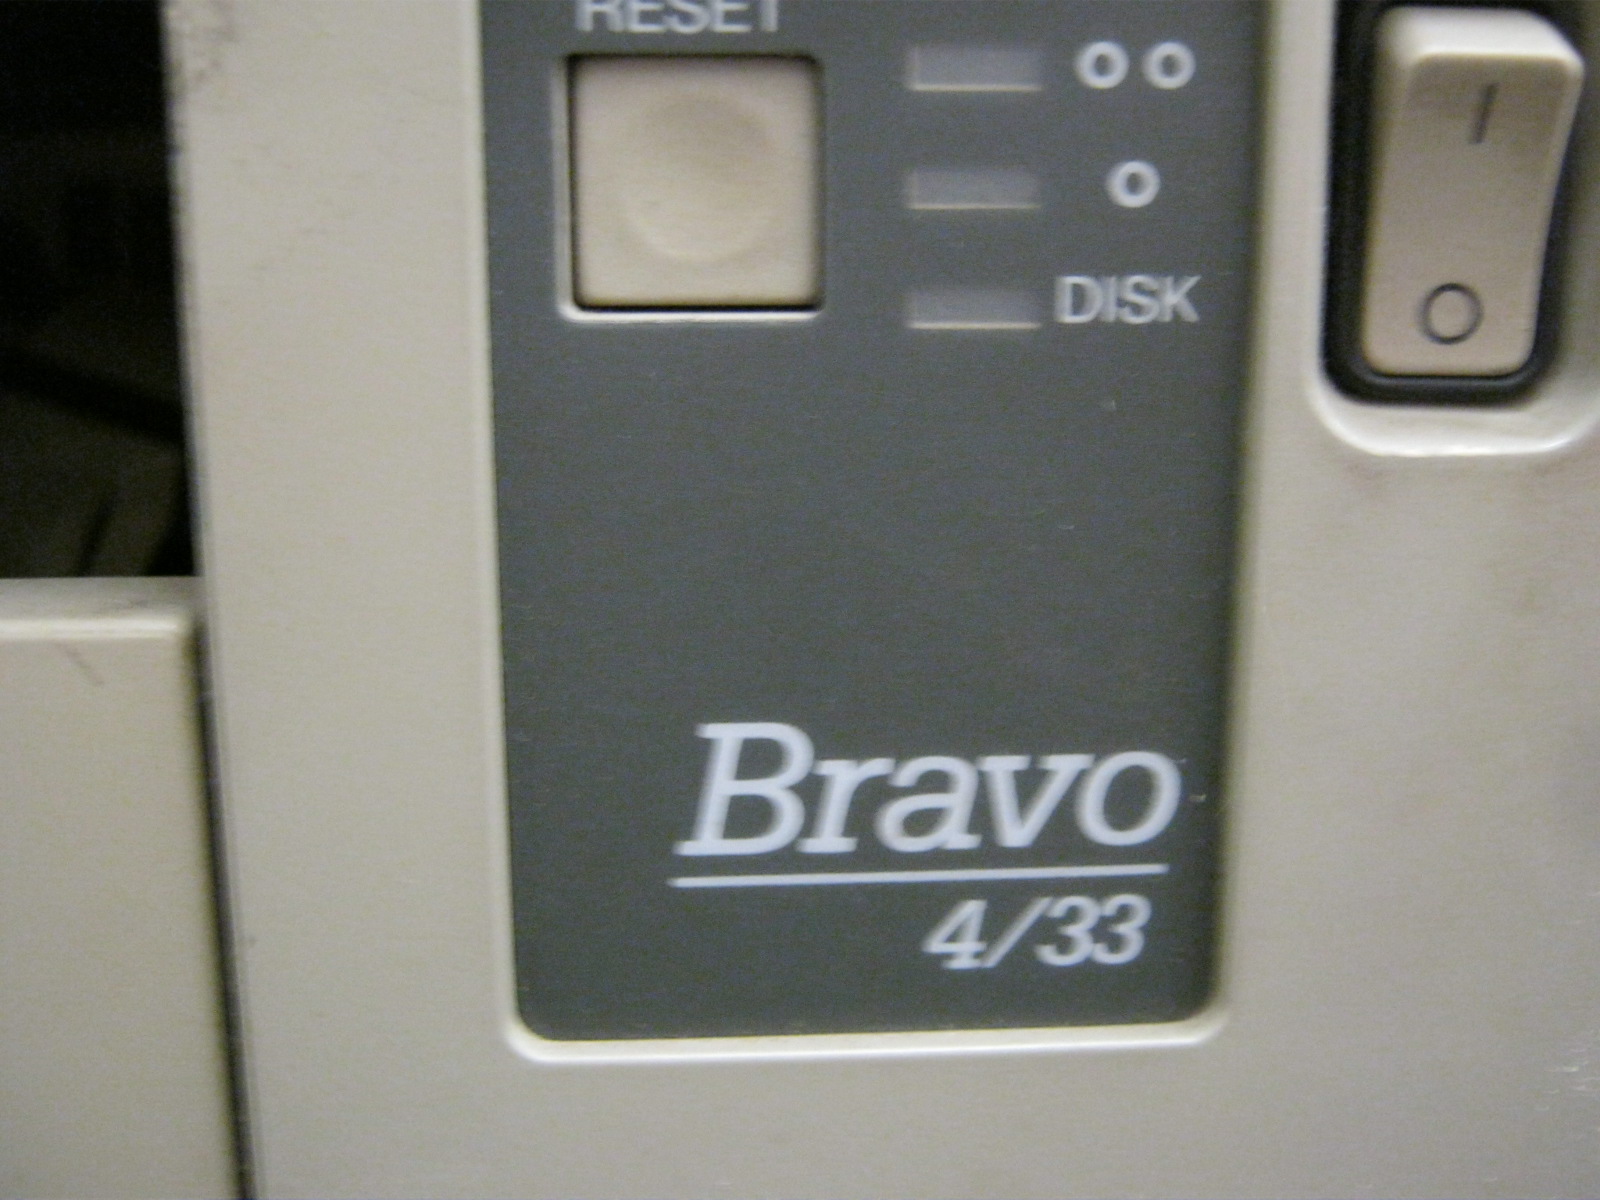 RESET
o o
o
DISK
Bravo
4/33